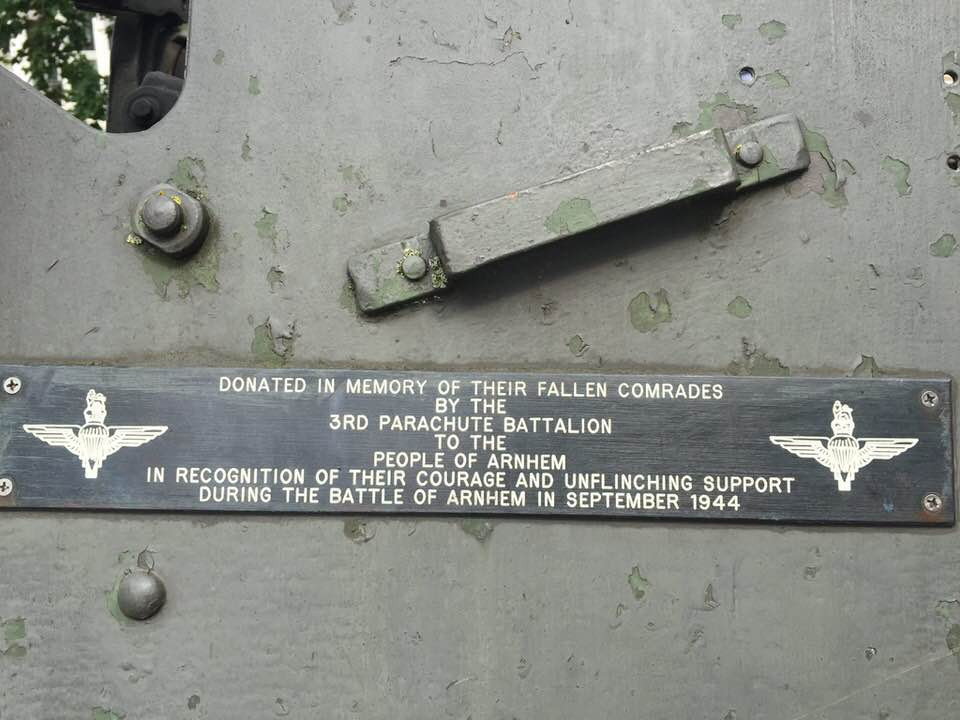 DONATED IN MEMORY OF THEIR FALLEN COMRADES
BY THE
3RD PARACHUTE BATTALION
TO THE
PEOPLE OF ARNHEM
IN RECOGNITION OF THEIR COURAGE AND UNFLINCHING SUPPORT
DURING THE BATTLE OF ARNHEM IN SEPTEMBER 1944